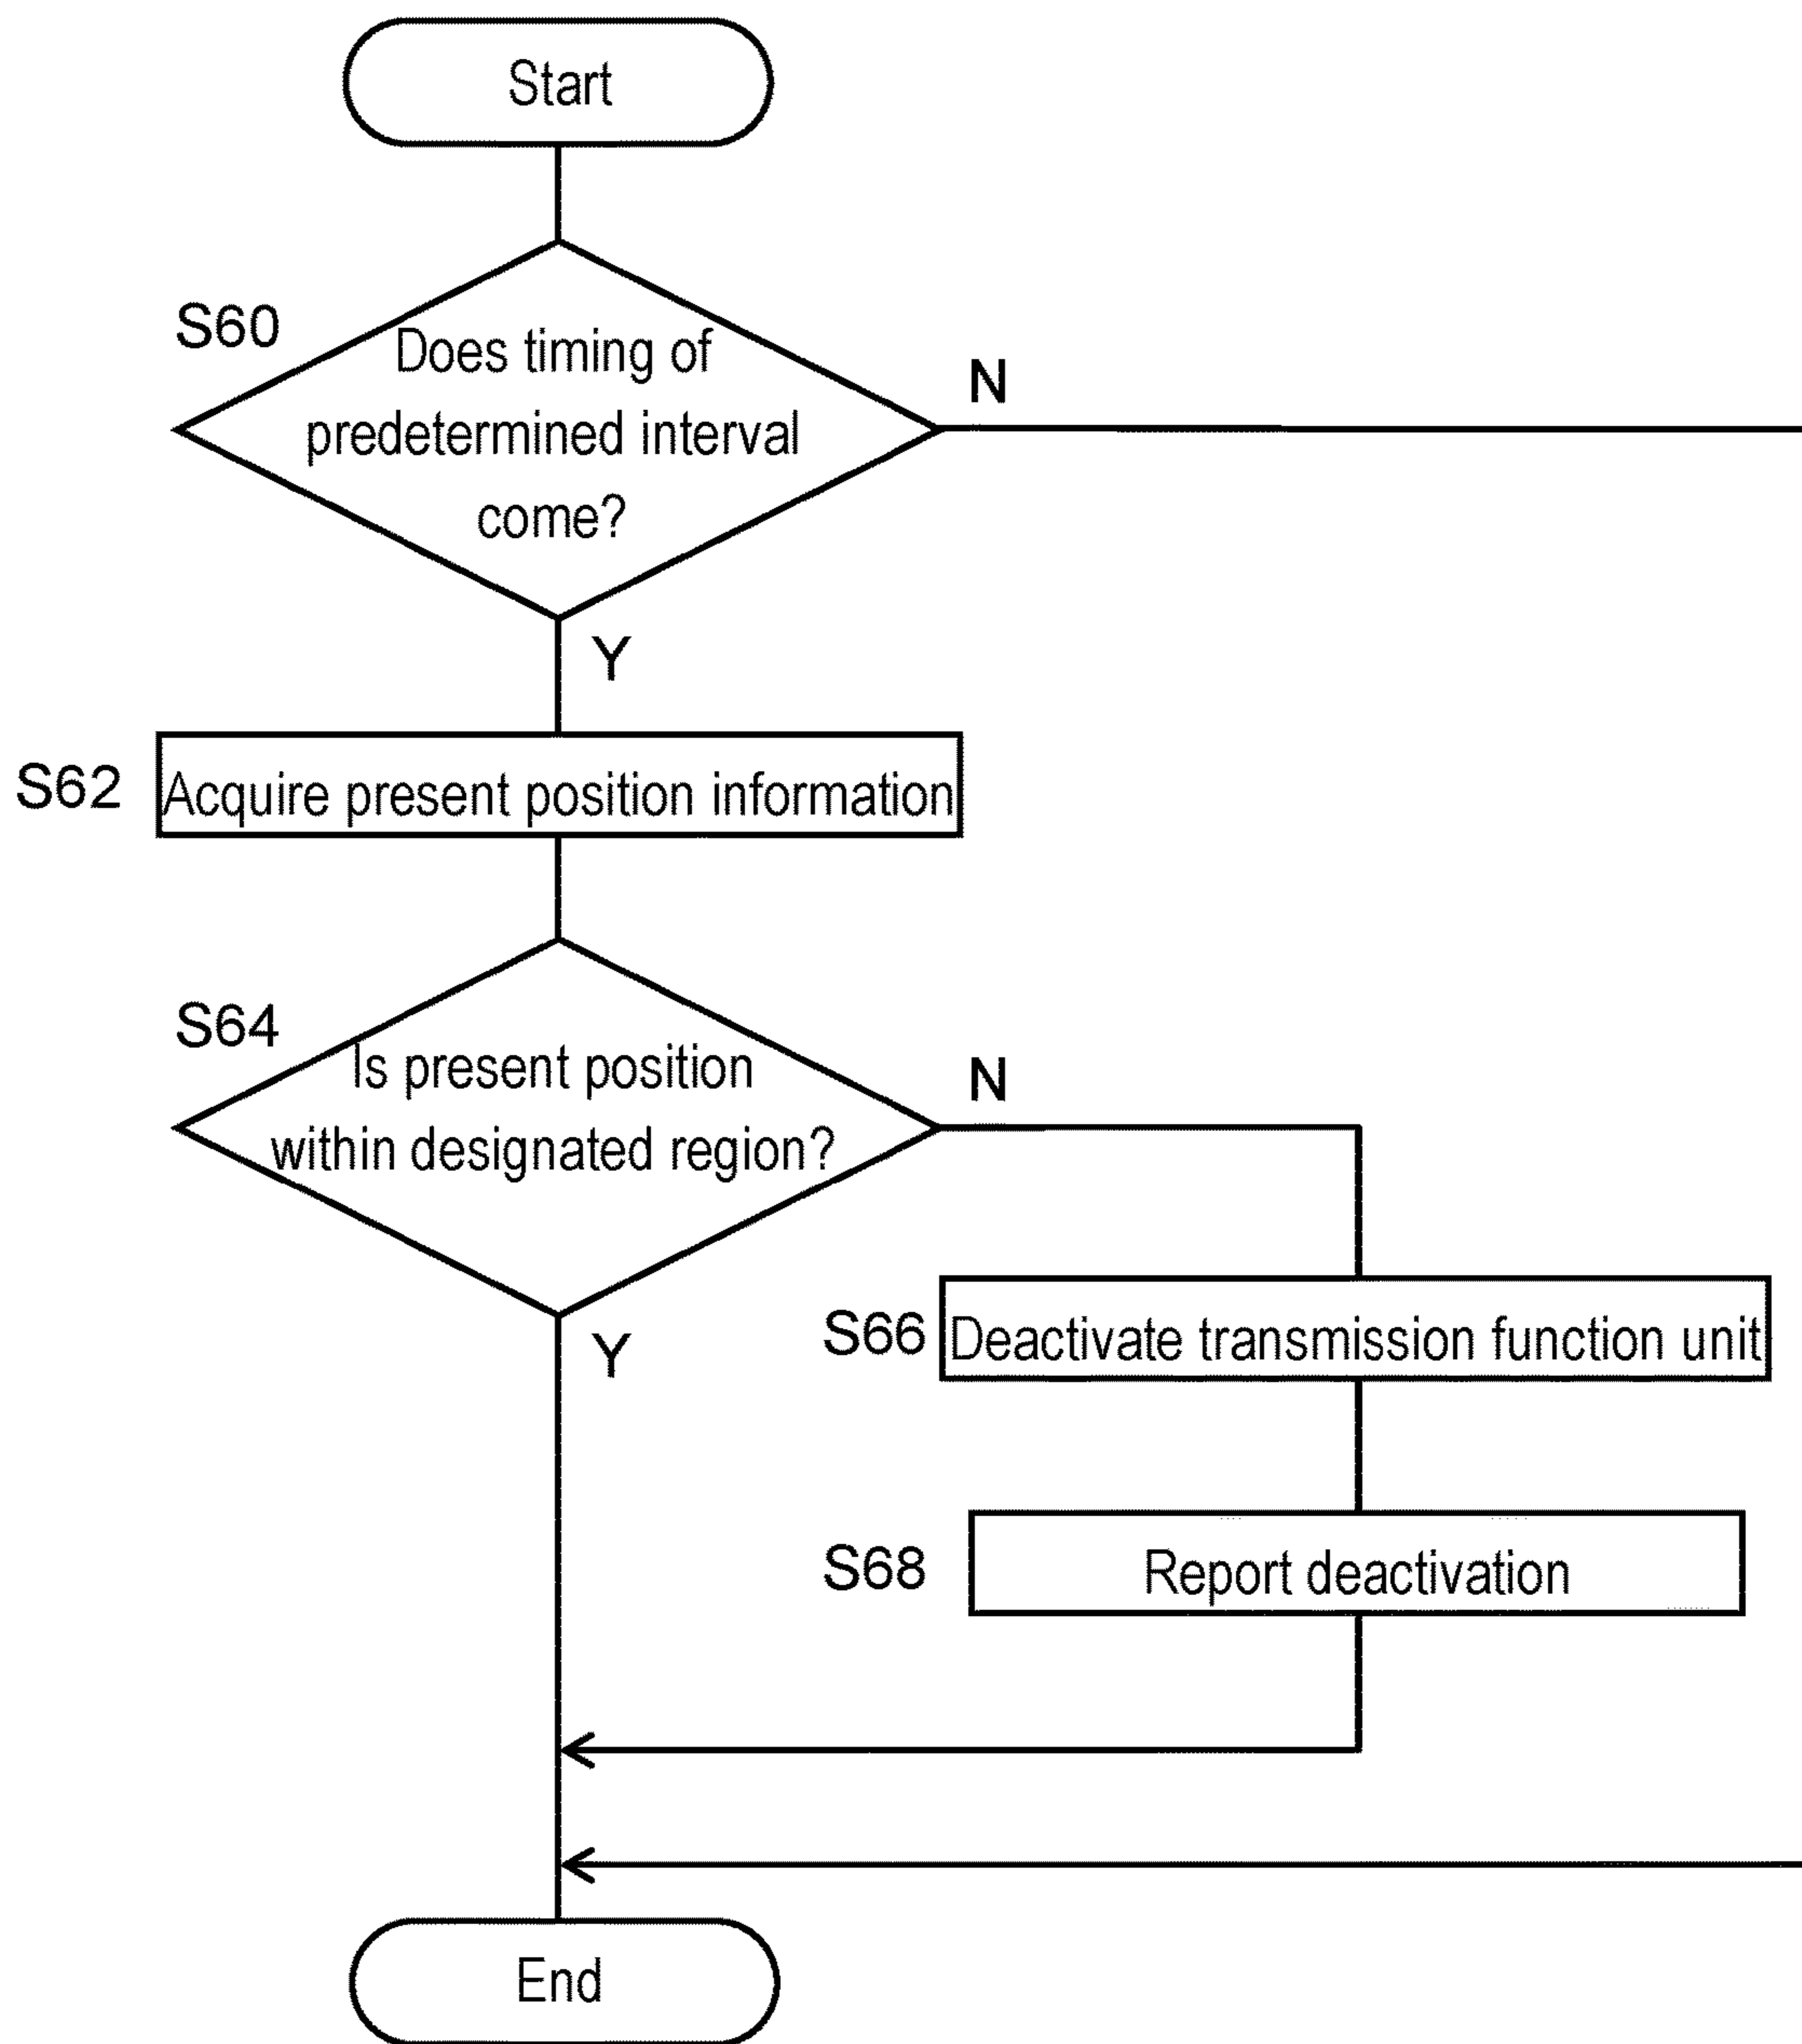 Start
S60
Does timing of
predetermined interval
come?
N
Y
S62
Acquire present position information
S64
Is present position
within designated region?
N
Y
S66
Deactivate transmission function unit
S68
Report deactivation
End